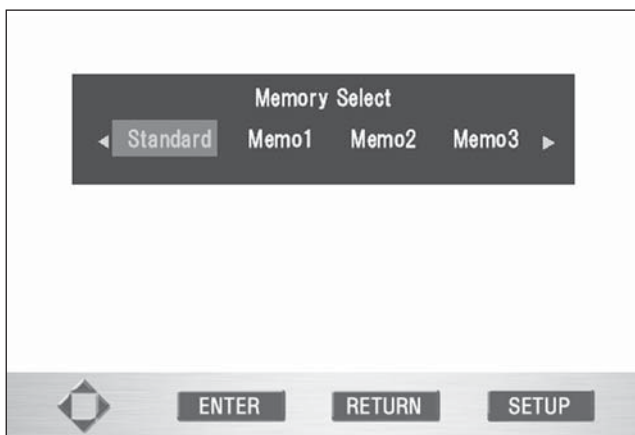 Memory Select
Standard Memo1 Memo2 Memo3
ENTER RETURN SETUP